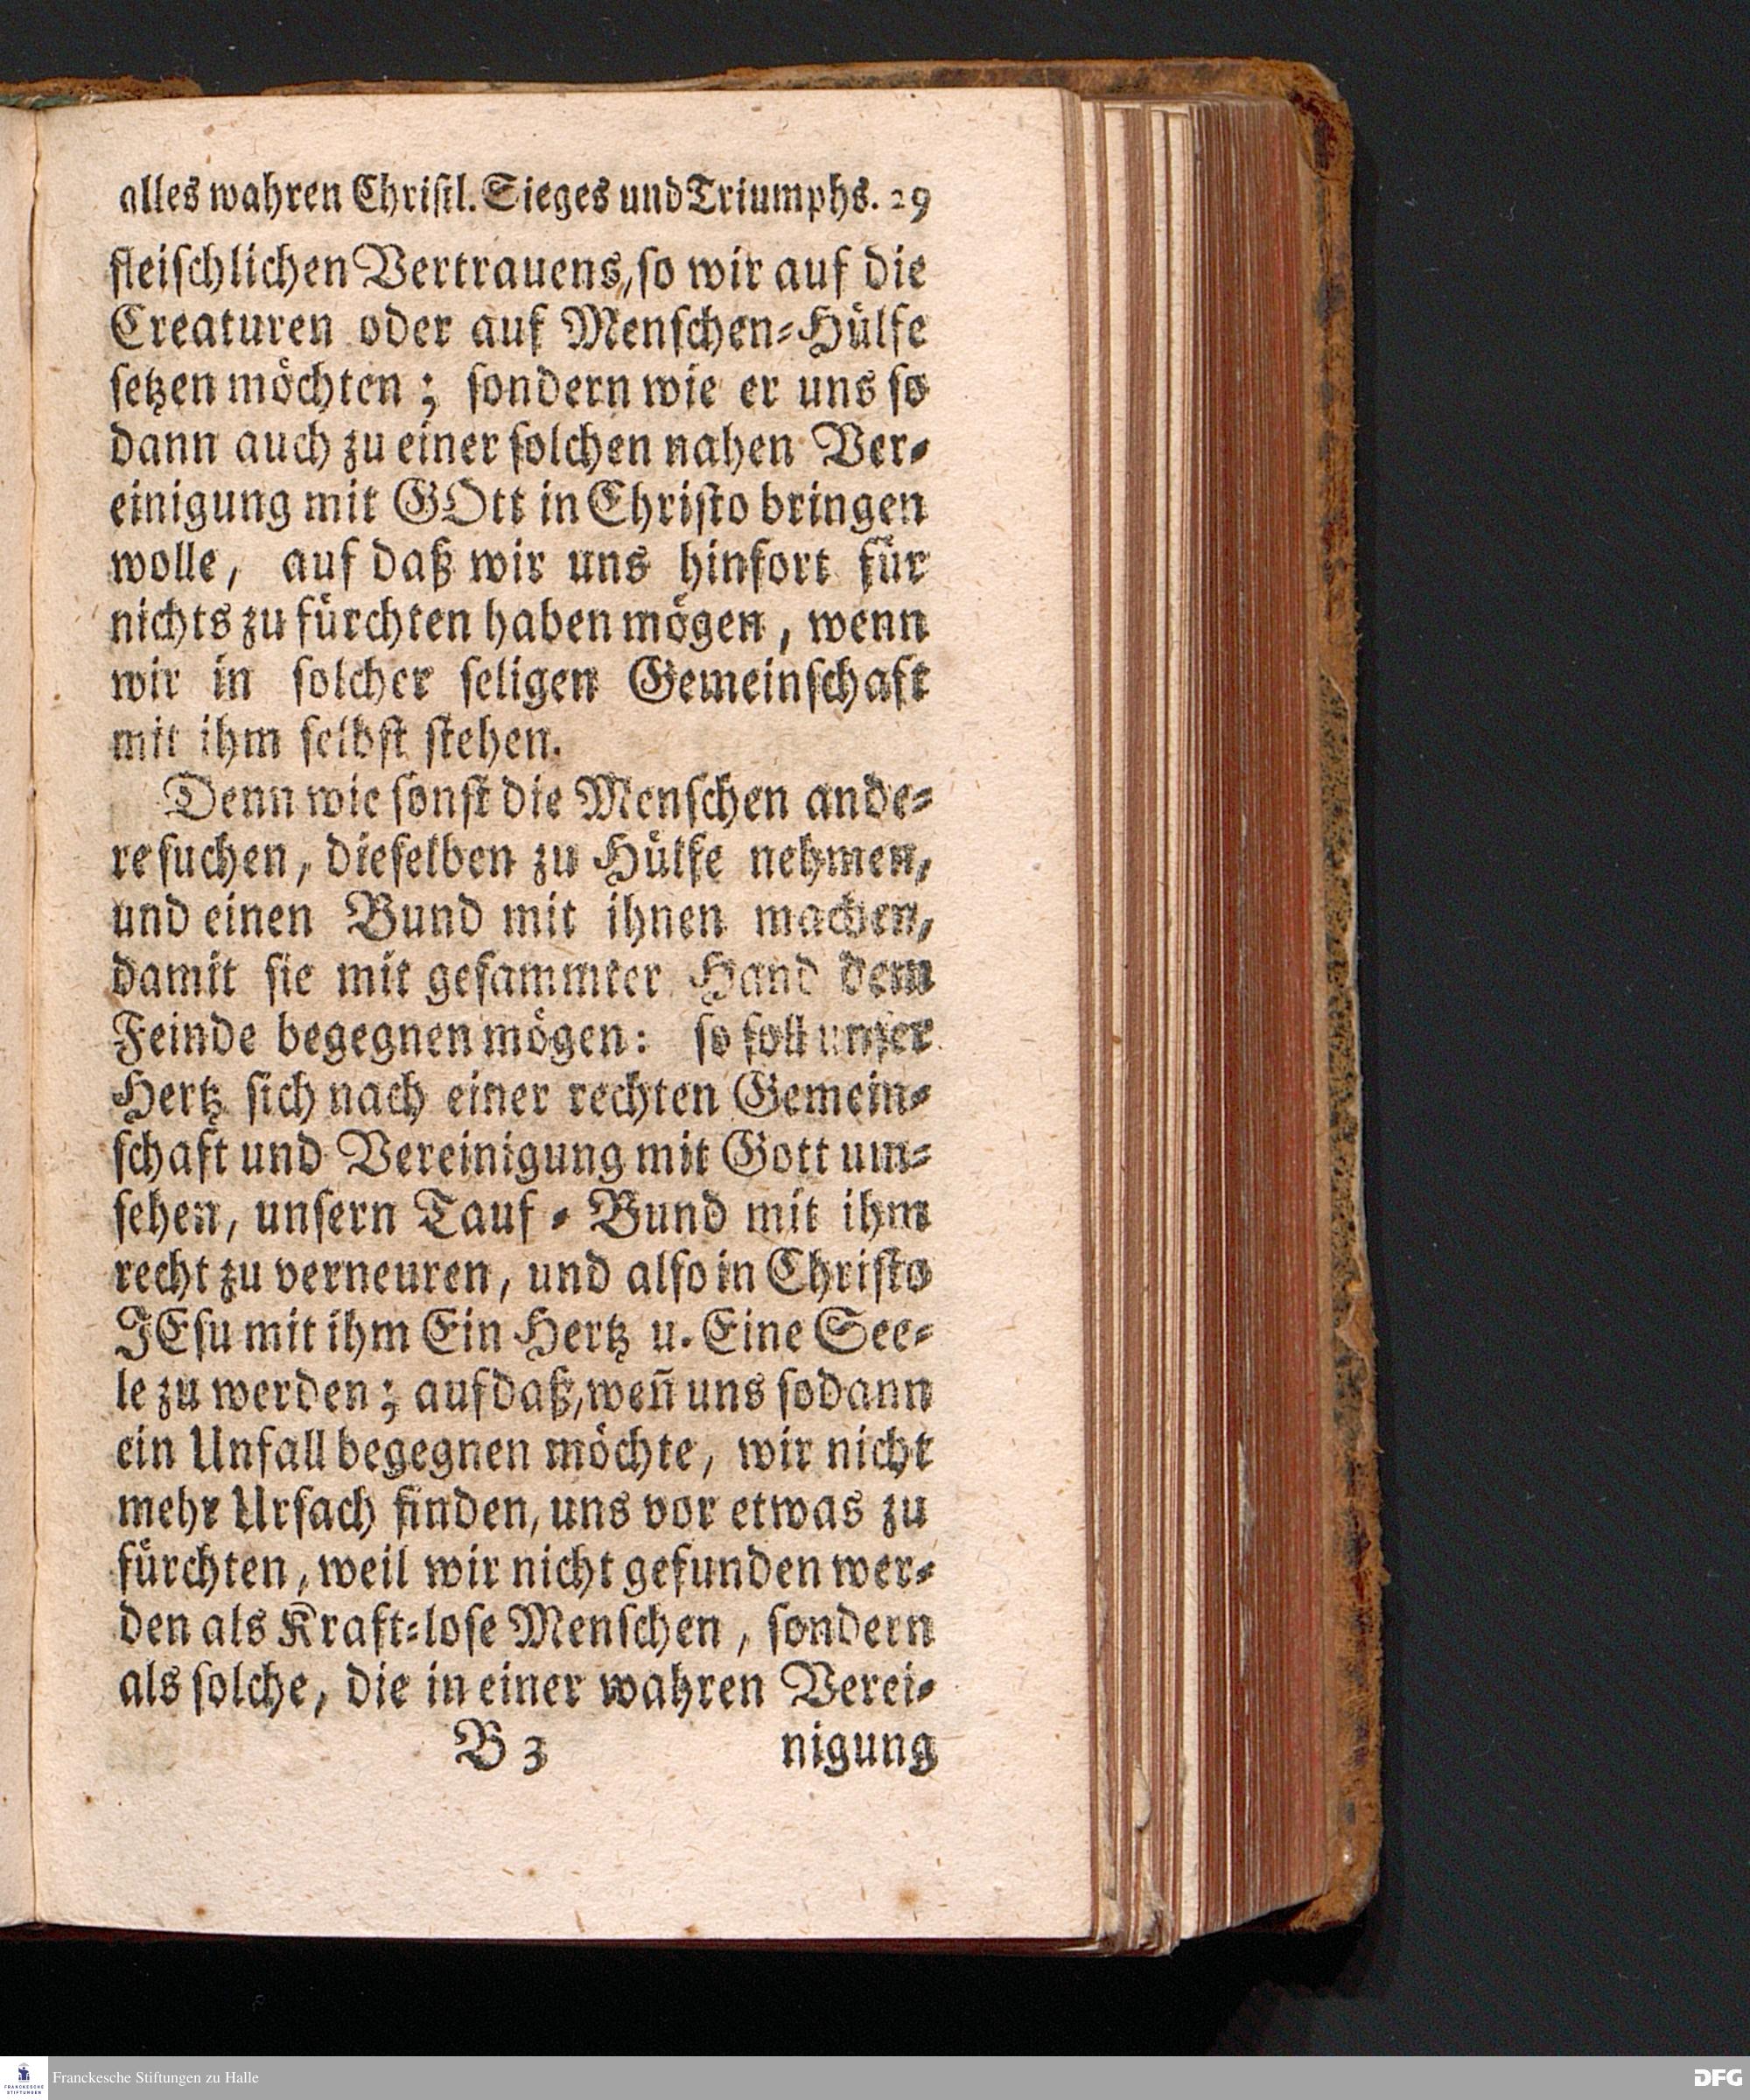 alles wahren Chriſtl. Sieges und Triumphs. 29
fleiſchlichen Vertrauens, ſo wir auf die
Creaturen oder auf Menſchen-Hülfe
ſetzen möchten; ſondern wie er uns ſo
dann auch zu einer ſolchen nahen Ver-
einigung mit GOtt in Chriſto bringen
wolle, auf daß wir uns hinfort für
nichts zu fürchten haben mögen, wenn
wir in ſolcher ſeligen Gemeinſchaft
mit ihm ſelbſt ſtehen.
Denn wie ſonſt die Menſchen ande-
re ſuchen, dieſelben zu Hülfe nehmen,
und einen Bund mit ihnen machen,
damit ſie mit geſammter Hand dem
Feinde begegnen mögen: ſo ſoll unſer
Hertz ſich nach einer rechten Gemein-
ſchaft und Vereinigung mit Gott um-
ſehen, unſern Tauf-Bund mit ihm
recht zu verneuren, und alſo in Chriſto
JEſu mit ihm Ein Hertz u. Eine See-
le zu werden; auf daß, weñ uns ſodann
ein Unfall begegnen möchte, wir nicht
mehr Urſach finden, uns vor etwas zu
fürchten, weil wir nicht gefunden wer-
den als Kraft-loſe Menſchen, ſondern
als ſolche, die in einer wahren Verei-
B 3 nigung
FRANCKESCHE STIFTUNGEN
Franckesche Stiftungen zu Halle
DFG